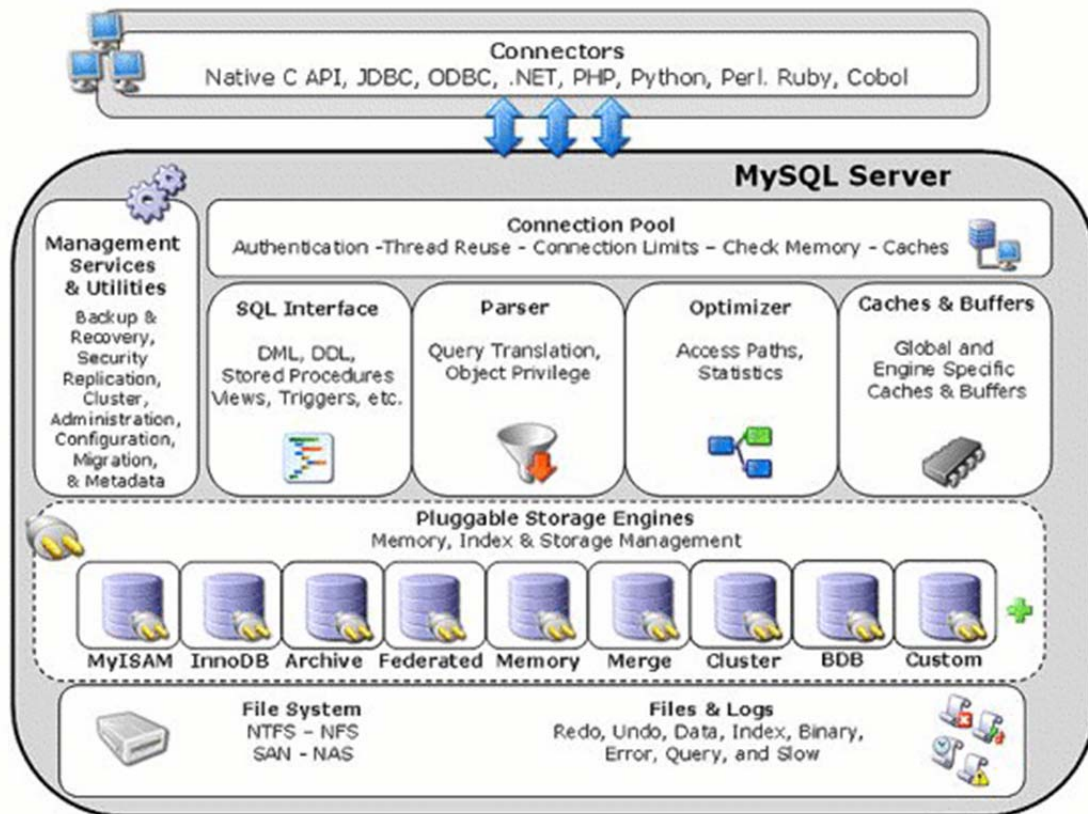 Connectors
Native C API, JDBC, ODBC, .NET, PHP, Python, Perl. Ruby, Cobol
MySQL Server
Management
Services
& Utilities
Backup &
Recovery,
Security
Replication,
Cluster,
Administration,
Configuration,
Migration,
& Metadata
Connection Pool
Authentication -Thread Reuse - Connection Limits – Check Memory - Caches
SQL Interface
DML, DDL,
Stored Procedures
Views, Triggers, etc.
Parser
Query Translation,
Object Privilege
Optimizer
Access Paths,
Statistics
Caches & Buffers
Global and
Engine Specific
Caches & Buffers
Pluggable Storage Engines
Memory, Index & Storage Management
MyISAM
InnoDB
Archive
Federated
Memory
Merge
Cluster
BDB
Custom
File System
NTFS – NFS
SAN - NAS
Files & Logs
Redo, Undo, Data, Index, Binary,
Error, Query, and Slow